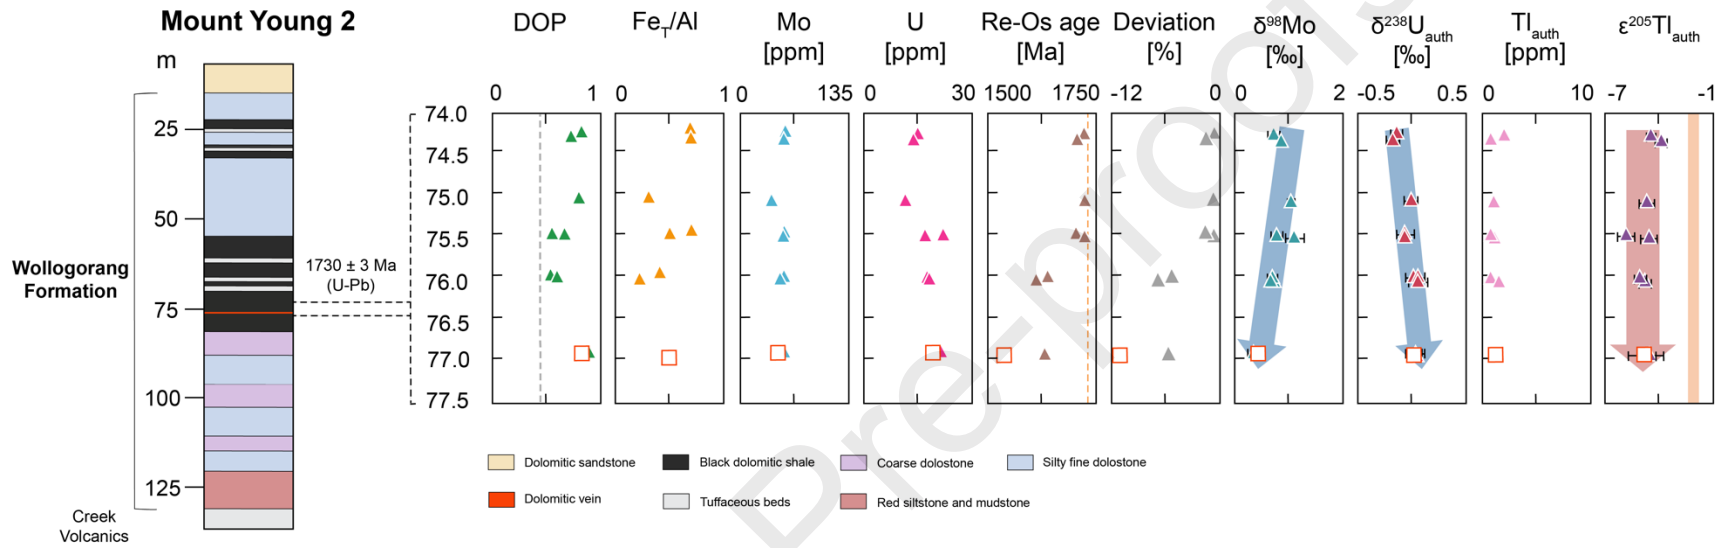 Mount Young 2
DOP
Fe_T/Al
Mo
[ppm]
U
[ppm]
Re-Os age
[Ma]
Deviation
[%]
δ⁹⁸Mo
[‰]
δ²³⁸U_auth
[‰]
Tl_auth
[ppm]
ε²⁰⁵Tl_auth
m
0 1
0 1
0 135
0 30
1500 1750
-12 0
0 2
-0.5 0.5
0 10
-7 -1
25
50
75
100
125
Wollogorang
Formation
Creek
Volcanics
1730 ± 3 Ma
(U-Pb)
74.0
74.5
75.0
75.5
76.0
76.5
77.0
77.5
Dolomitic sandstone
Black dolomitic shale
Coarse dolostone
Silty fine dolostone
Dolomitic vein
Tuffaceous beds
Red siltstone and mudstone
Pre-proofs